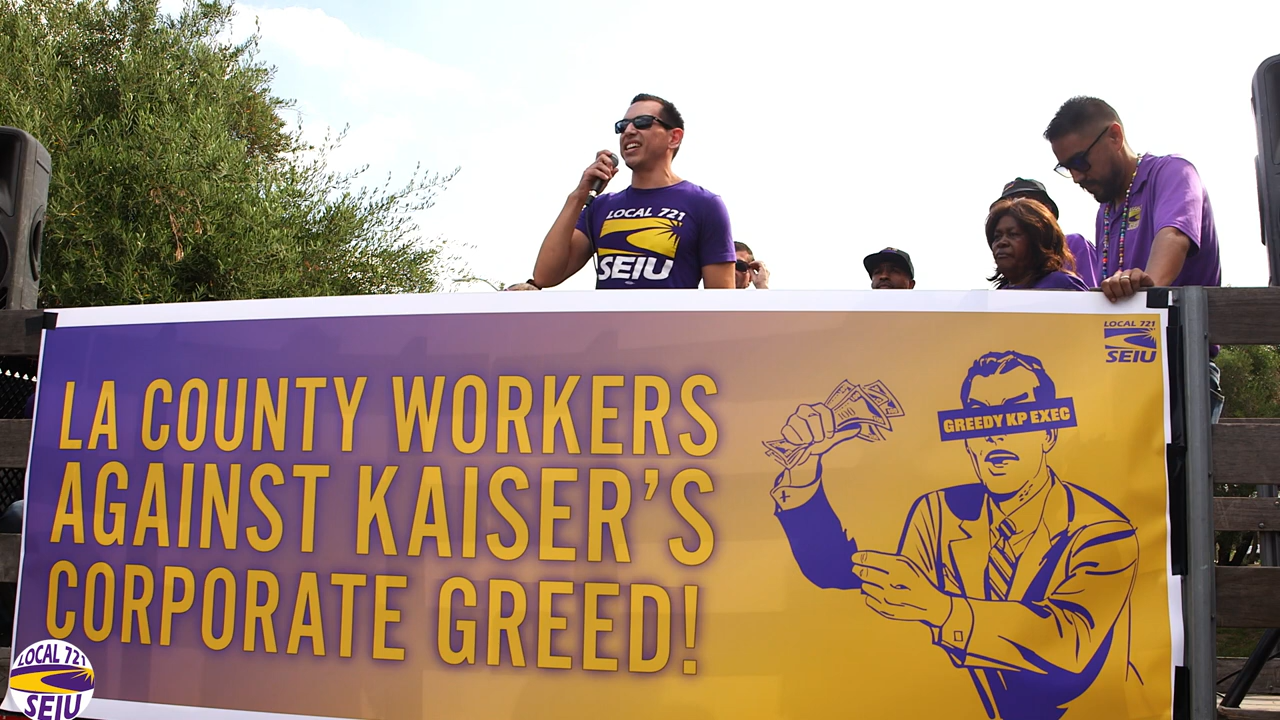 LOCAL 721
SEIU
LOCAL 721
SEIU
LA COUNTY WORKERS
AGAINST KAISER'S
CORPORATE GREED!
GREEDY KP EXEC
100
LOCAL 721
SEIU